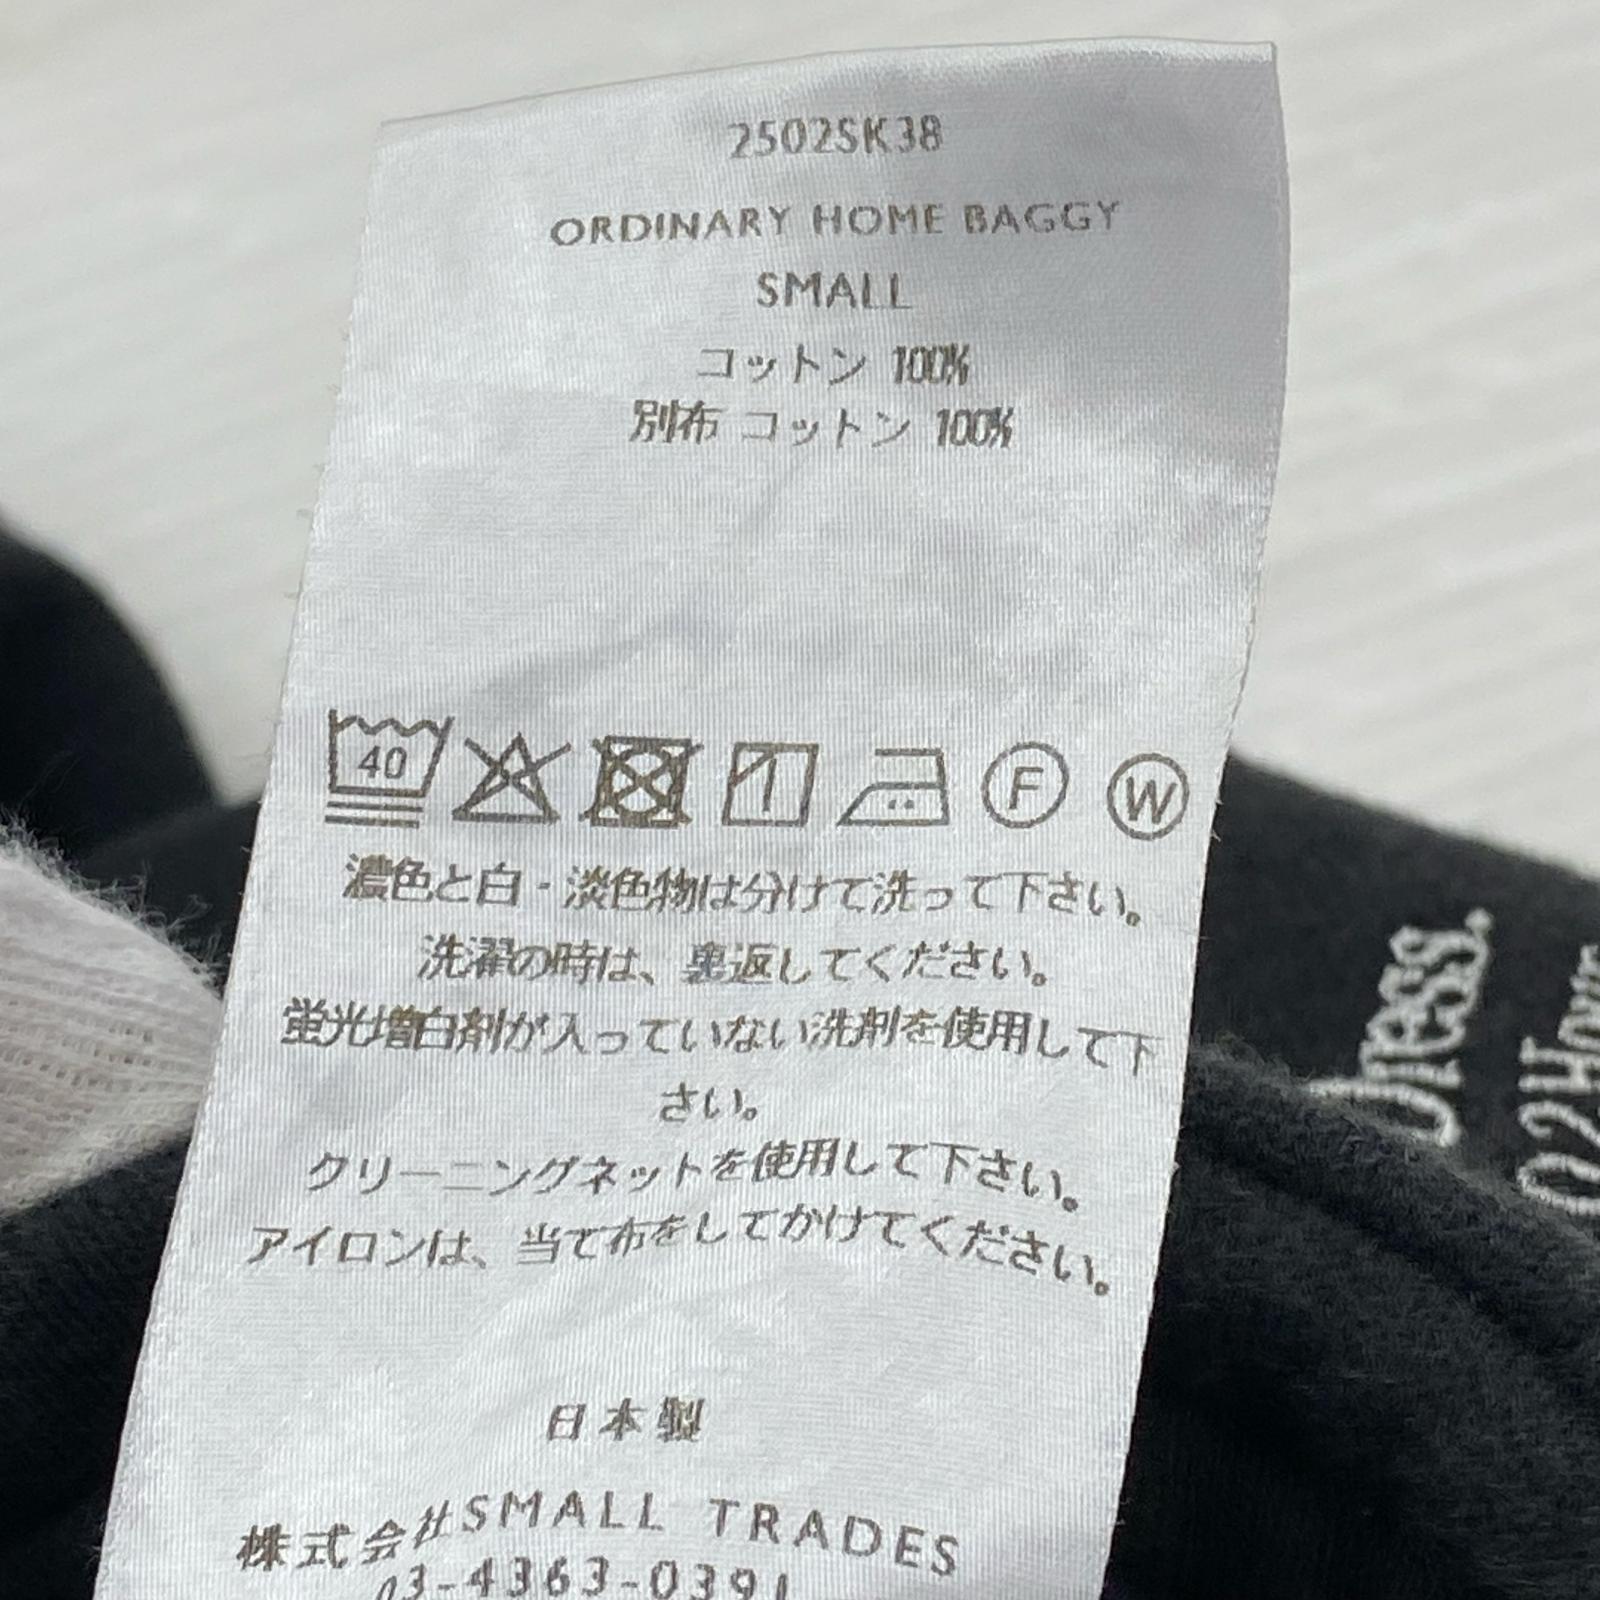 2502SK38
ORDINARY HOME BAGGY
SMALL
コットン 100%
別布 コットン 100%
40
F
W
濃色と白・淡色物は分けて洗って下さい。
洗濯の時は、裏返してください。
蛍光増白剤が入っていない洗剤を使用して下
さい。
クリーニングネットを使用して下さい。
アイロンは、当て布をしてかけてください。
日本製
株式会社SMALL TRADES
03-4363-0391